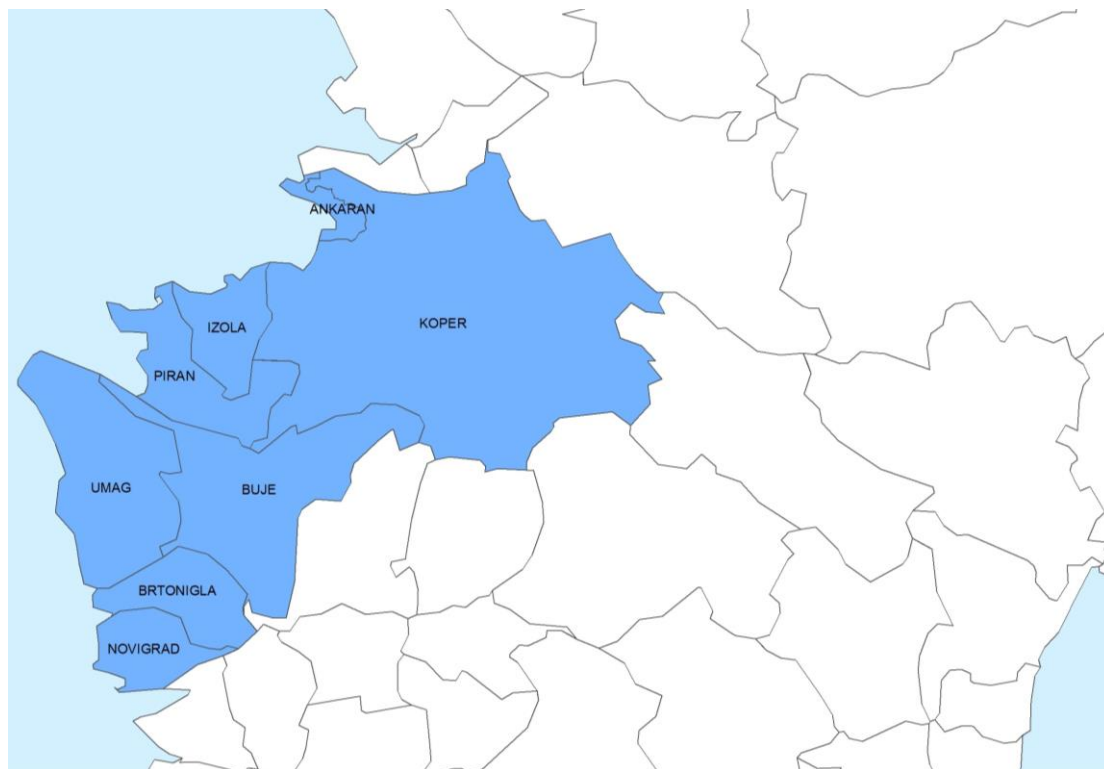 ANKARAN
KOPER
IZOLA
PIRAN
UMAG
BUJE
BRTONIGLA
NOVIGRAD